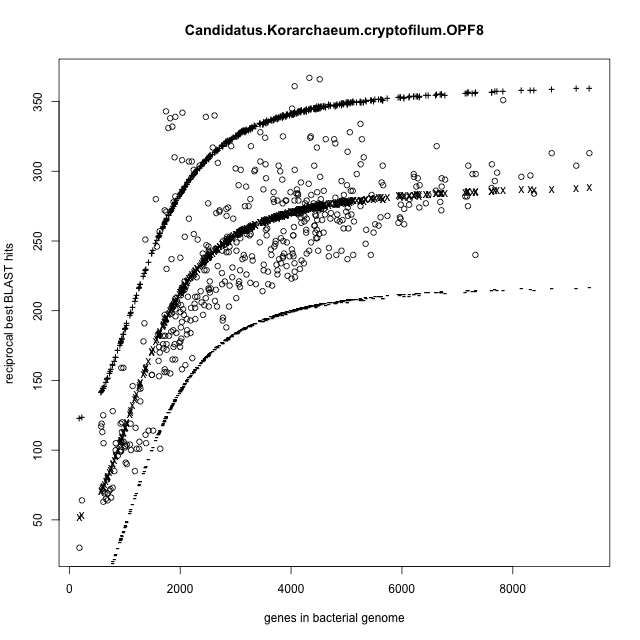 Candidatus.Korarchaeum.cryptofilum.OPF8
reciprocal best BLAST hits
350
300
250
200
150
100
50
0 2000 4000 6000 8000
genes in bacterial genome